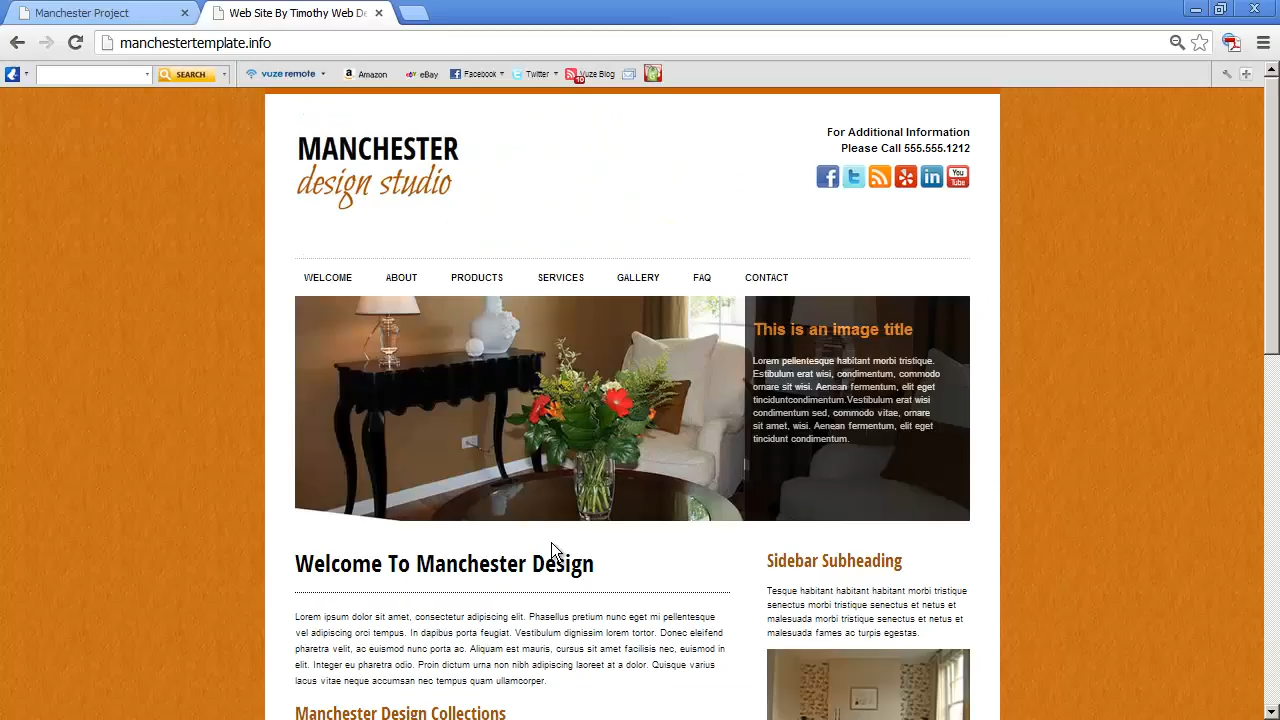 Manchester Project
Web Site By Timothy Web De
manchestertemplate.info
SEARCH
vuze remote
Amazon
eBay
Facebook
Twitter
10
Vuze Blog
MANCHESTER
design studio
For Additional Information
Please Call 555.555.1212
You
Tube
WELCOME
ABOUT
PRODUCTS
SERVICES
GALLERY
FAQ
CONTACT
This is an image title
Lorem pellentesque habitant morbi tristique.
Estibulum erat wisi, condimentum, commodo
ornare sit wisi. Aenean fermentum, elit eget
tinciduntcondimentum.Vestibulum erat wisi
condimentum sed, commodo vitae, ornare
sit amet, wisi. Aenean fermentum, elit eget
tincidunt condimentum.
Welcome To Manchester Design
Lorem ipsum dolor sit amet, consectetur adipiscing elit. Phasellus pretium nunc eget mi pellentesque
vel adipiscing orci tempus. In dapibus porta feugiat. Vestibulum dignissim lorem tortor. Donec eleifend
pharetra velit, ac euismod nunc porta ac. Aliquam est mauris, cursus sit amet facilisis nec, euismod in
elit. Integer eu pharetra odio. Proin dictum urna non nibh adipiscing laoreet at a dolor. Quisque varius
lacus vitae neque accumsan nec tempus quam ullamcorper.
Manchester Design Collections
Sidebar Subheading
Tesque habitant habitant morbi tristique
senectus morbi tristique senectus et netus et
malesuada morbi tristique senectus et netus et
malesuada fames ac turpis egestas.